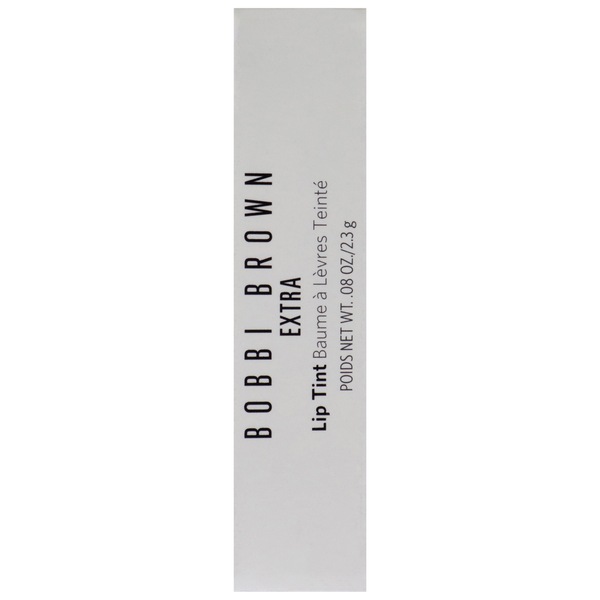 BOBBI BROWN
EXTRA
Lip Tint Baume à Lèvres Teinté
POIDS NET WT. .08 OZ./2.3 g